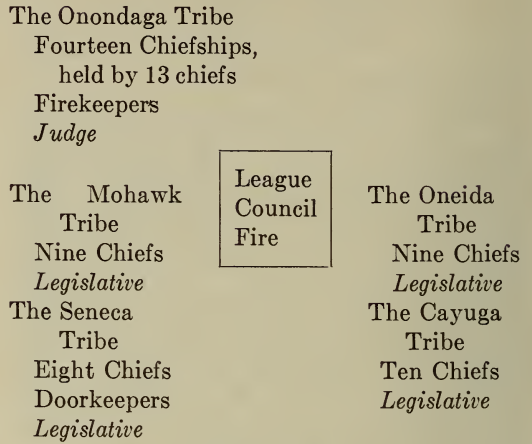 The Onondaga Tribe
Fourteen Chiefships,
held by 13 chiefs
Firekeepers
Judge
League
Council
Fire
The Mohawk
Tribe
Nine Chiefs
Legislative
The Seneca
Tribe
Eight Chiefs
Doorkeepers
Legislative
The Oneida
Tribe
Nine Chiefs
Legislative
The Cayuga
Tribe
Ten Chiefs
Legislative